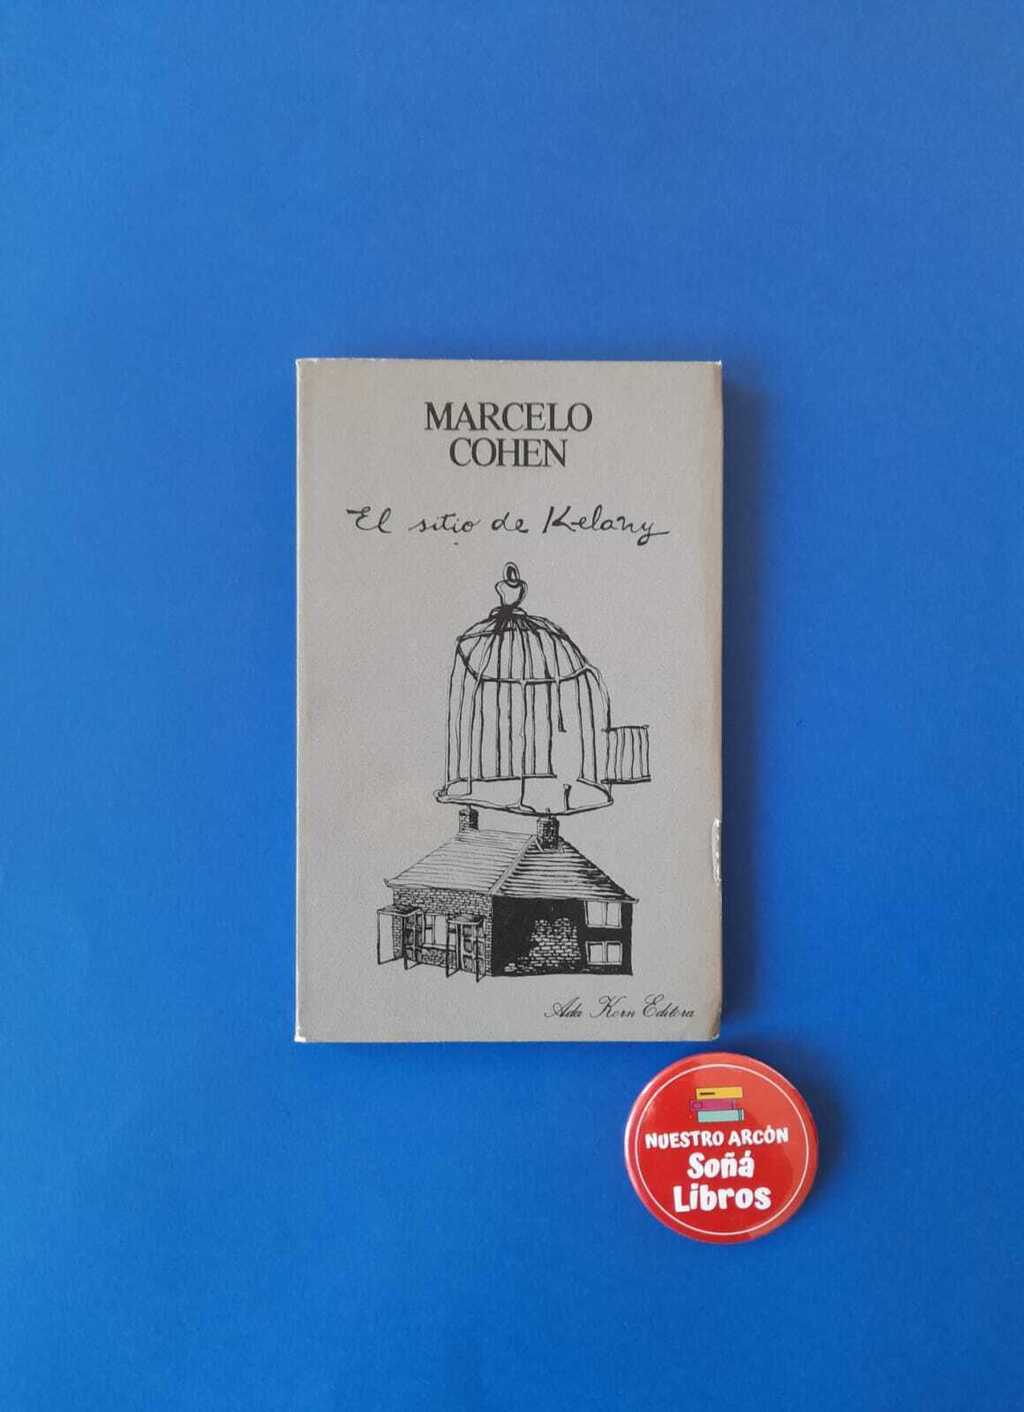 MARCELO
COHEN
El sitio de Kelany
Ada Korn Editora
NUESTRO ARCÓN
Soñá
Libros